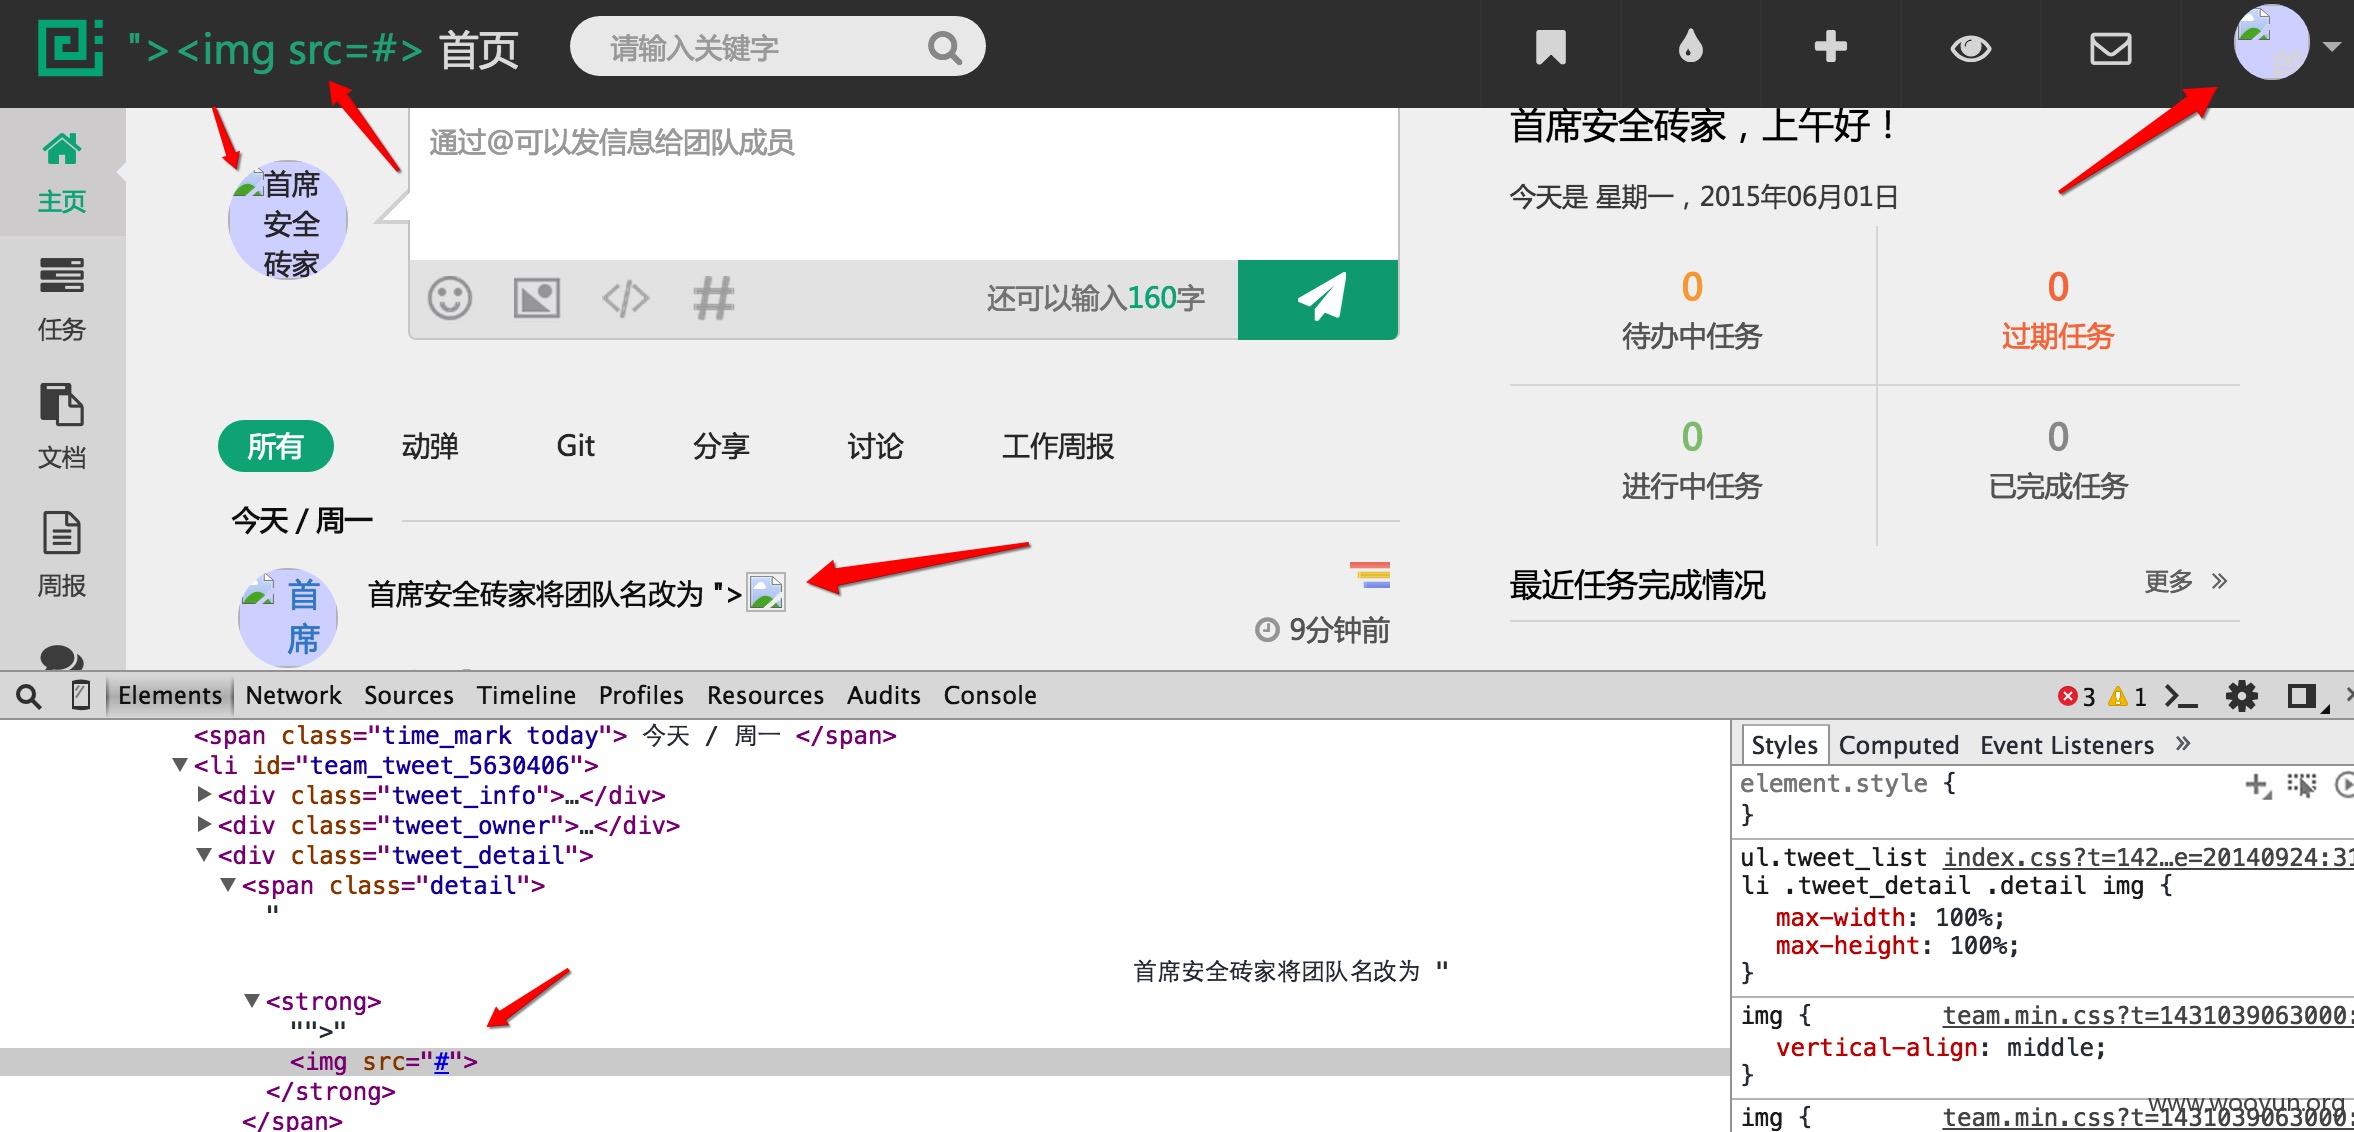 "><img src=#> 首页
请输入关键字
主页
任务
文档
周报
首席
安全
砖家
通过@可以发信息给团队成员
还可以输入160字
首席安全砖家，上午好！
今天是 星期一，2015年06月01日
0
待办中任务
0
过期任务
0
进行中任务
0
已完成任务
所有 动弹 Git 分享 讨论 工作周报
今天 / 周一
首席
首席安全砖家将团队名改为 ">
9分钟前
最近任务完成情况
更多 »
Elements Network Sources Timeline Profiles Resources Audits Console
3 1
<span class="time_mark today"> 今天 / 周一 </span>
<li id="team_tweet_5630406">
<div class="tweet_info">…</div>
<div class="tweet_owner">…</div>
<div class="tweet_detail">
<span class="detail">
"
首席安全砖家将团队名改为 "
<strong>
"">"
<img src="#">
</strong>
</span>
Styles Computed Event Listeners »
element.style {
}
ul.tweet_list index.css?t=142…e=20140924:31
li .tweet_detail .detail img {
max-width: 100%;
max-height: 100%;
}
img { team.min.css?t=1431039063000:
vertical-align: middle;
}
img { team.min.css?t=1431039063000:
www.wooyun.org